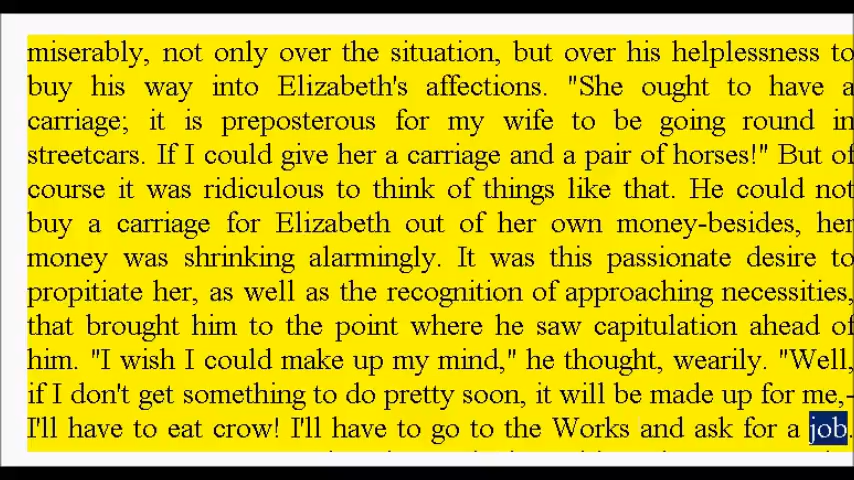 miserably, not only over the situation, but over his helplessness to
buy his way into Elizabeth's affections. "She ought to have a
carriage; it is preposterous for my wife to be going round in
streetcars. If I could give her a carriage and a pair of horses!" But of
course it was ridiculous to think of things like that. He could not
buy a carriage for Elizabeth out of her own money-besides, her
money was shrinking alarmingly. It was this passionate desire to
propitiate her, as well as the recognition of approaching necessities,
that brought him to the point where he saw capitulation ahead of
him. "I wish I could make up my mind," he thought, wearily. "Well,
if I don't get something to do pretty soon, it will be made up for me,-
I'll have to eat crow! I'll have to go to the Works and ask for a job.